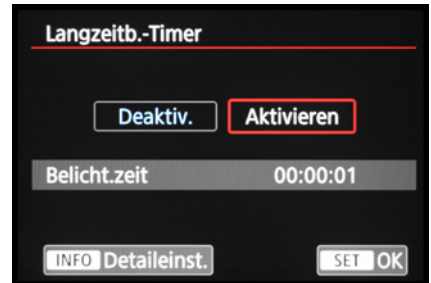 Langzeitb.-Timer
Deaktiv. Aktivieren
Belicht.zeit 00:00:01
INFO Detaileinst. SET OK